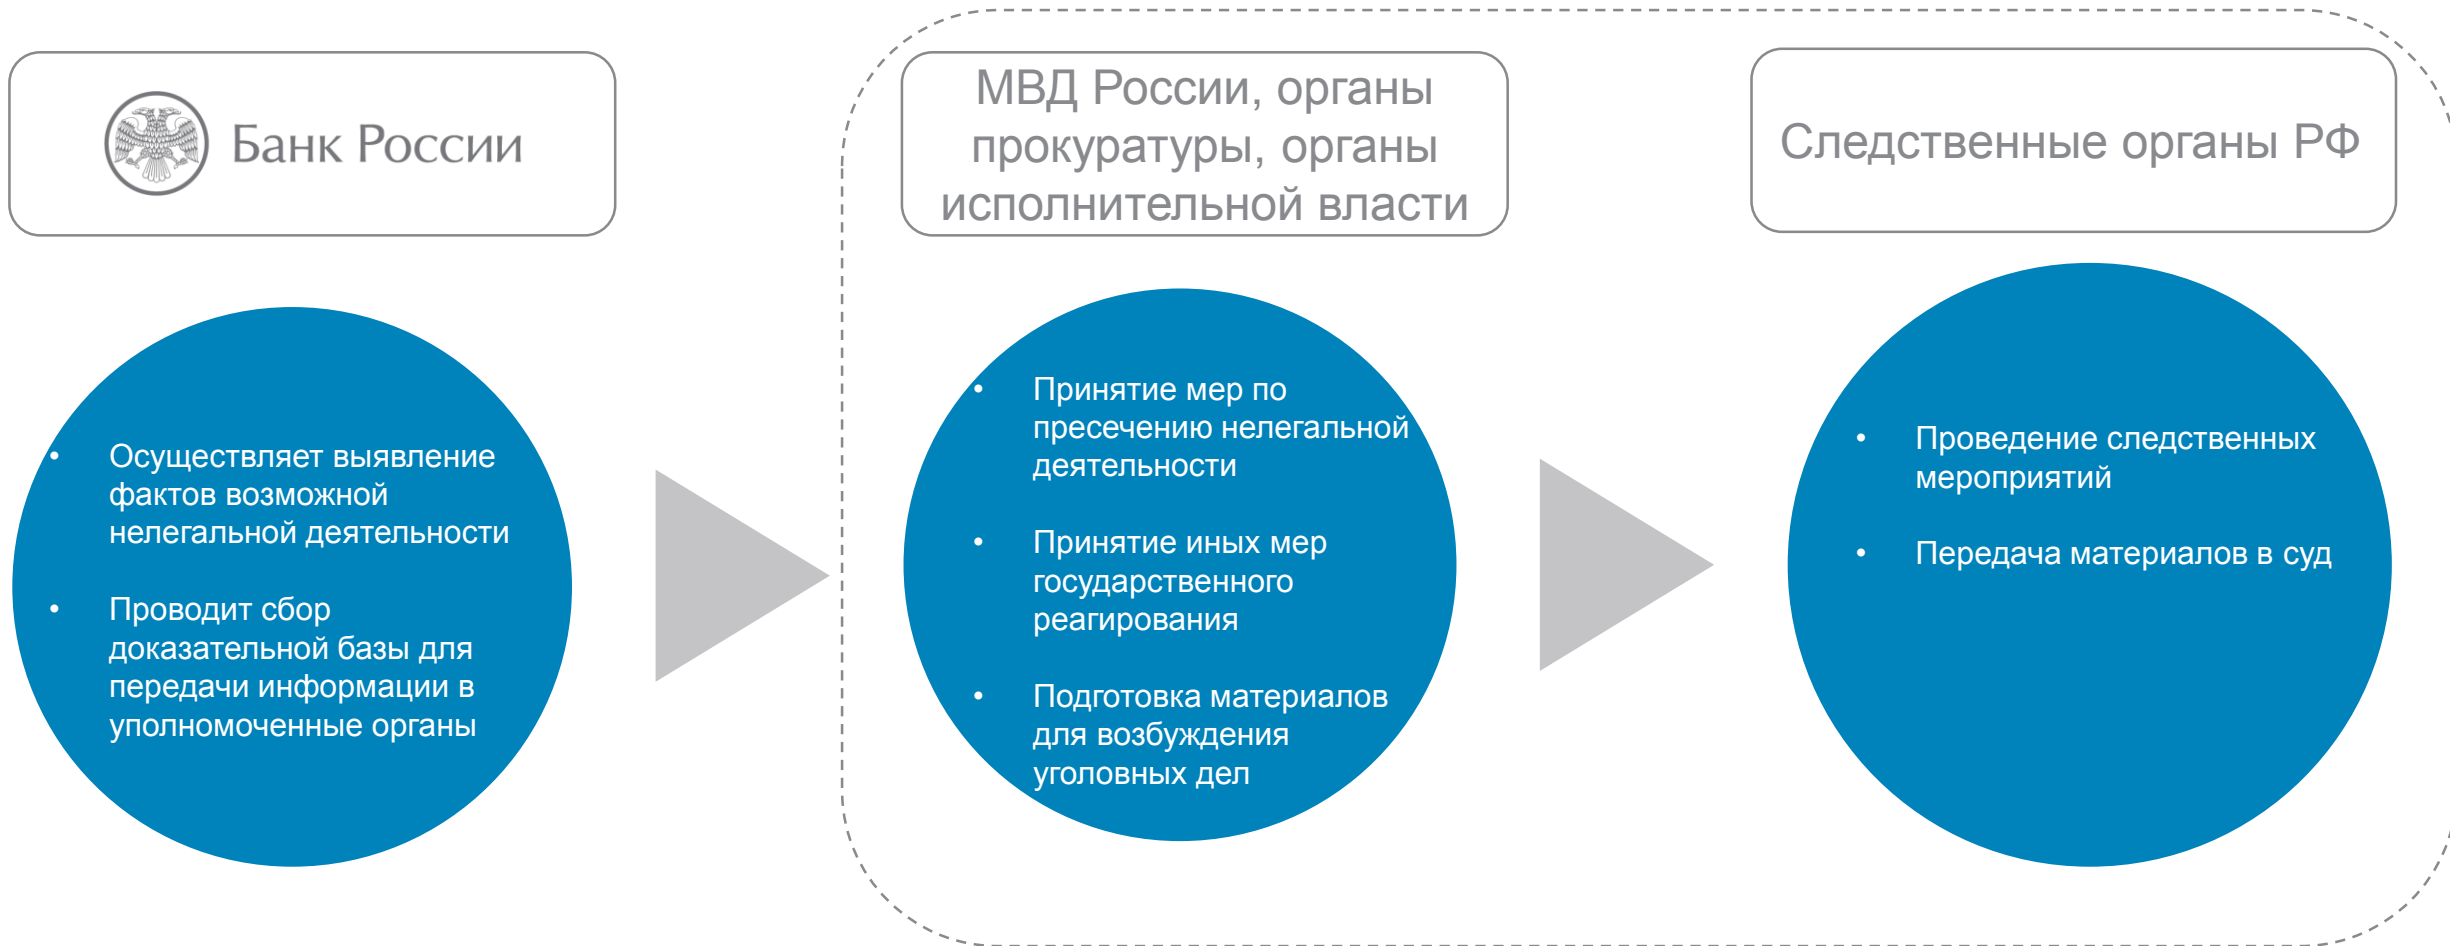 Банк России
МВД России, органы
прокуратуры, органы
исполнительной власти
Следственные органы РФ
• Осуществляет выявление
фактов возможной
нелегальной деятельности
• Проводит сбор
доказательной базы для
передачи информации в
уполномоченные органы
• Принятие мер по
пресечению нелегальной
деятельности
• Принятие иных мер
государственного
реагирования
• Подготовка материалов
для возбуждения
уголовных дел
• Проведение следственных
мероприятий
• Передача материалов в суд